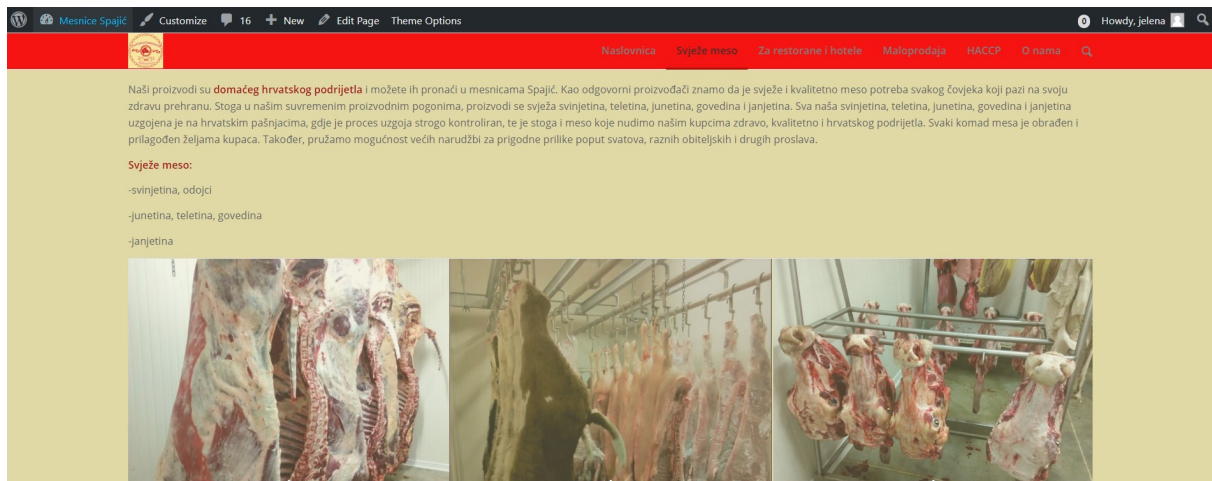 Mesnice Spajić Customize 16 New Edit Page Theme Options 0 Howdy, jelena
Naslovnica Svježe meso Za restorane i hotele Maloprodaja HACCP O nama
Naši proizvodi su domaćeg hrvatskog podrijetla i možete ih pronaći u mesnicama Spajić. Kao odgovorni proizvođači znamo da je svježe i kvalitetno meso potreba svakog čovjeka koji pazi na svoju
zdravu prehranu. Stoga u našim suvremenim proizvodnim pogonima, proizvodi se svježa svinjetina, teletina, junetina, govedina i janjetina. Sva naša svinjetina, teletina, junetina, govedina i janjetina
uzgojena je na hrvatskim pašnjacima, gdje je proces uzgoja strogo kontroliran, te je stoga i meso koje nudimo našim kupcima zdravo, kvalitetno i hrvatskog podrijetla. Svaki komad mesa je obrađen i
prilagođen željama kupaca. Također, pružamo mogućnost većih narudžbi za prigodne prilike poput svatova, raznih obiteljskih i drugih proslava.
Svježe meso:
-svinjetina, odojci
-junetina, teletina, govedina
-janjetina